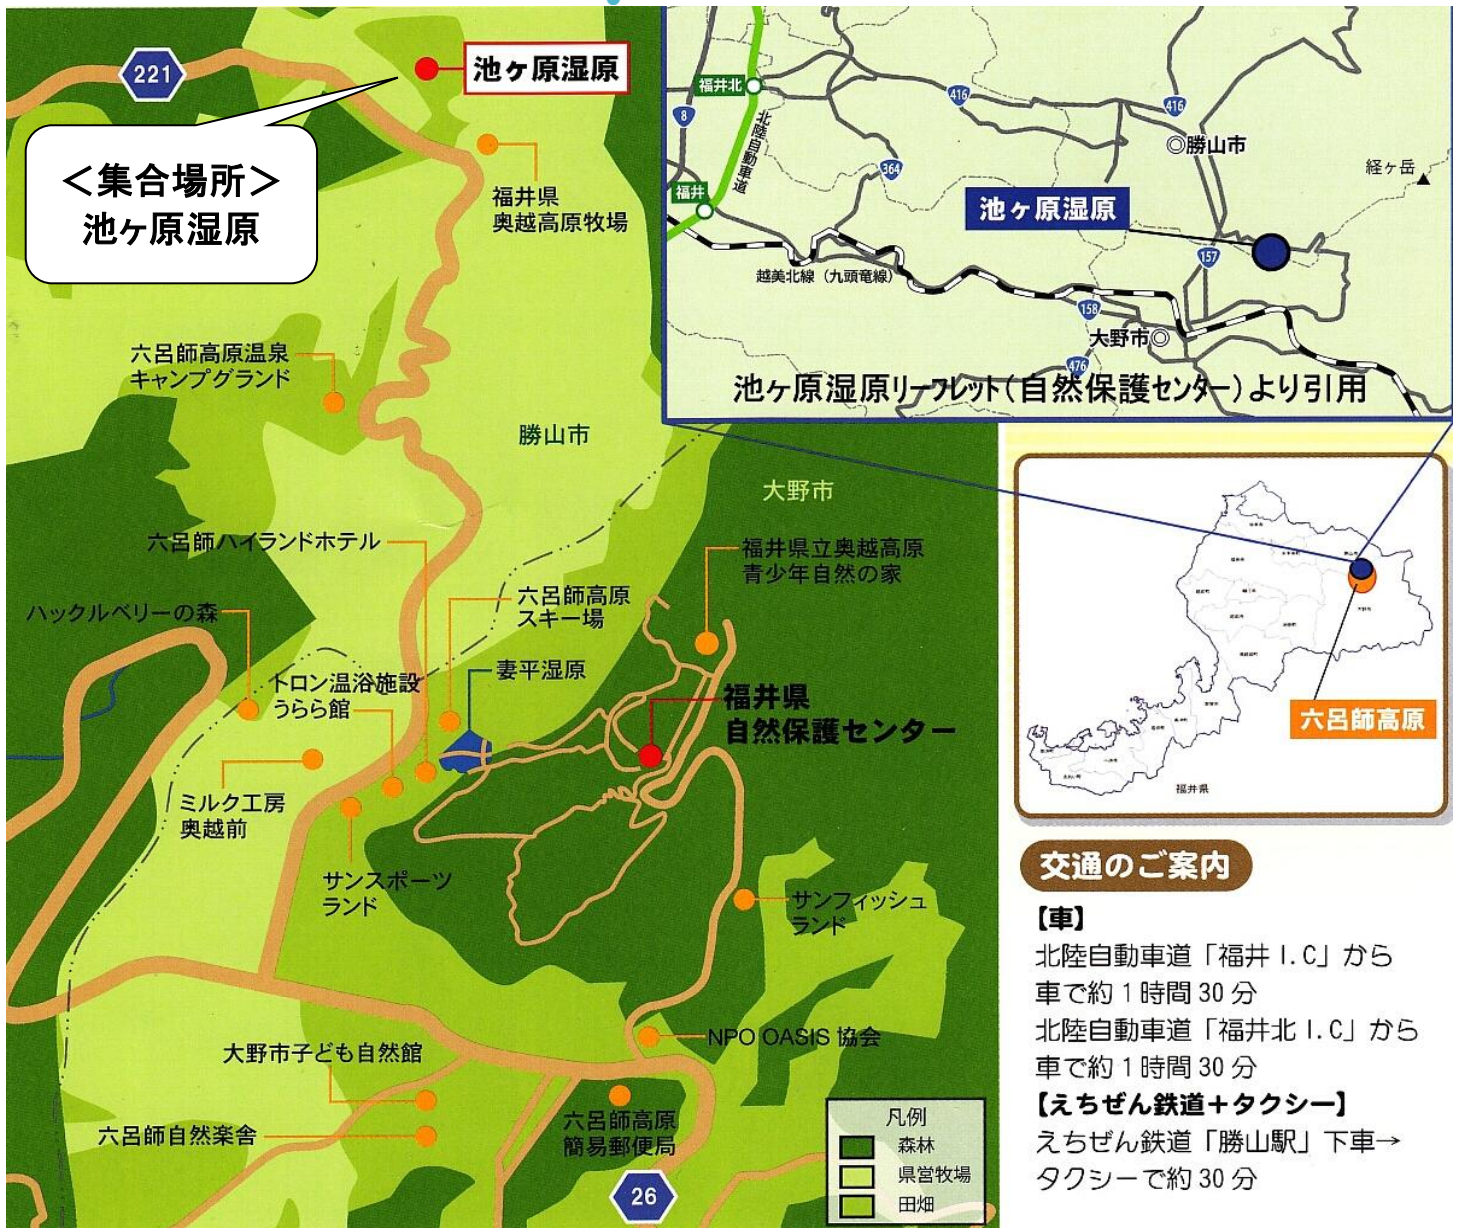 221
池ヶ原湿原
＜集合場所＞
池ヶ原湿原
福井県
奥越高原牧場
六呂師高原温泉
キャンプグランド
勝山市
大野市
六呂師ハイランドホテル
福井県立奥越高原
青少年自然の家
六呂師高原
スキー場
ハックルベリーの森
妻平湿原
トロン温浴施設
うらら館
福井県
自然保護センター
ミルク工房
奥越前
サンスポーツ
ランド
サンフィッシュ
ランド
NPO OASIS 協会
大野市子ども自然館
六呂師高原
簡易郵便局
六呂師自然楽舎
26
凡例
森林
県営牧場
田畑
福井北
416
416
8
北陸自動車道
◎勝山市
364
経ヶ岳▲
福井
池ヶ原湿原
157
越美北線（九頭竜線）
158
大野市◎
476
池ヶ原湿原リーフレット（自然保護センター）より引用
六呂師高原
福井県
交通のご案内
【車】
北陸自動車道「福井 I.C」から
車で約 1 時間 30 分
北陸自動車道「福井北 I.C」から
車で約 1 時間 30 分
【えちぜん鉄道＋タクシー】
えちぜん鉄道「勝山駅」下車→
タクシーで約 30 分